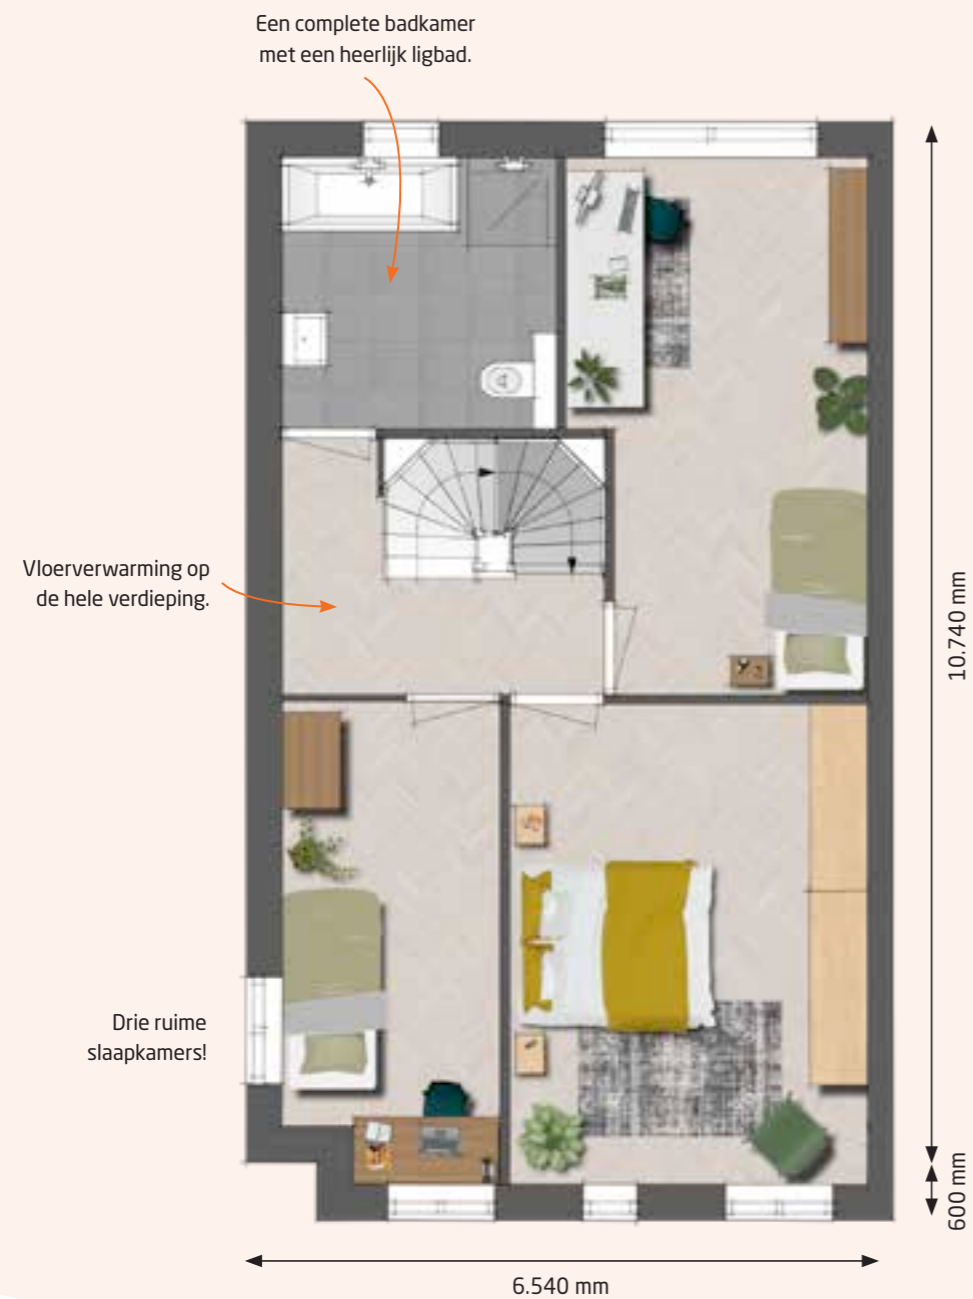 Een complete badkamer
met een heerlijk ligbad.
Vloerverwarming op
de hele verdieping.
10.740 mm
Drie ruime
slaapkamers!
600 mm
6.540 mm